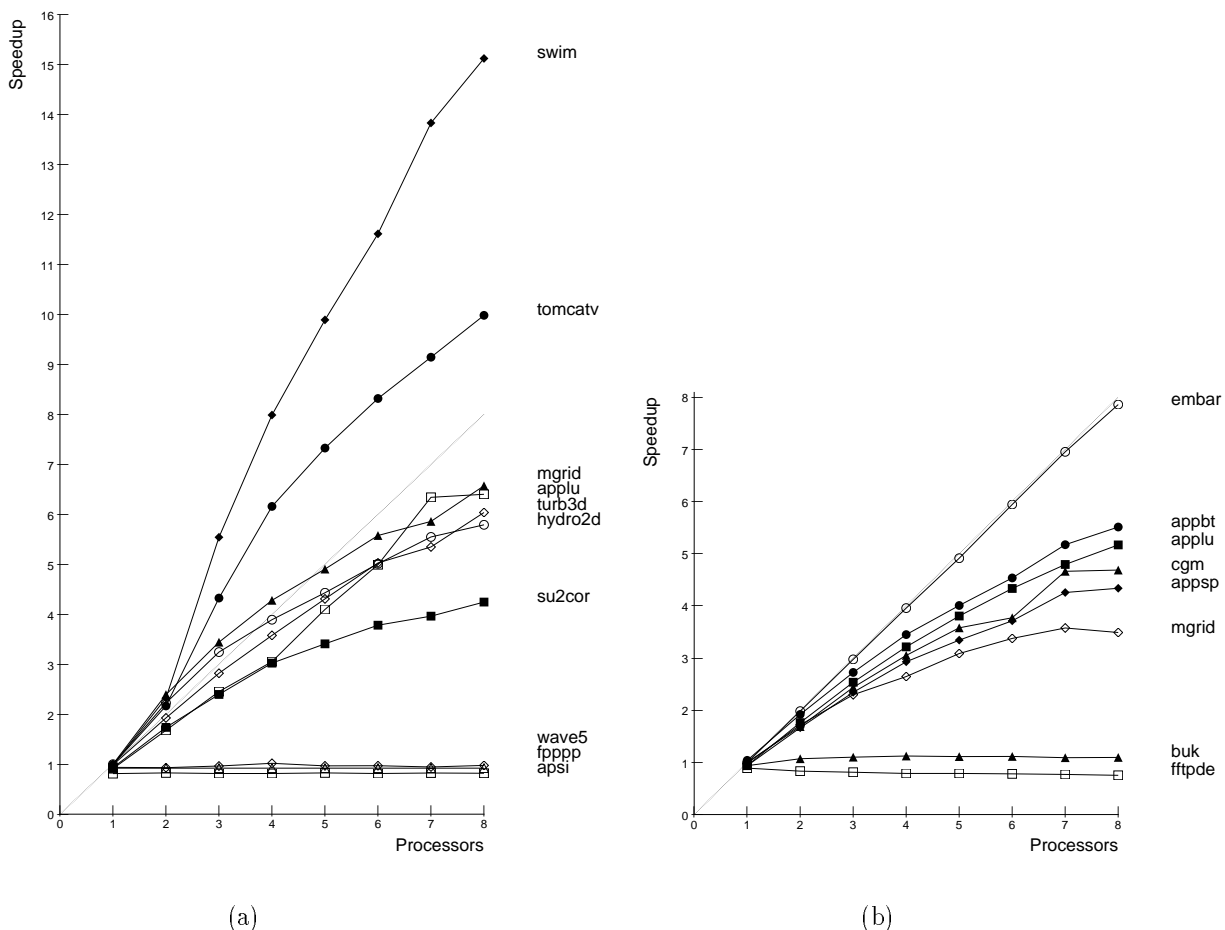 Speedup
16
15
14
13
12
11
10
9
8
7
6
5
4
3
2
1
0
0 1 2 3 4 5 6 7 8
Processors
swim
tomcatv
mgrid
applu
turb3d
hydro2d
su2cor
wave5
fpppp
apsi
(a)
Speedup
8
7
6
5
4
3
2
1
0
0 1 2 3 4 5 6 7 8
Processors
embar
appbt
applu
cgm
appsp
mgrid
buk
fftpde
(b)